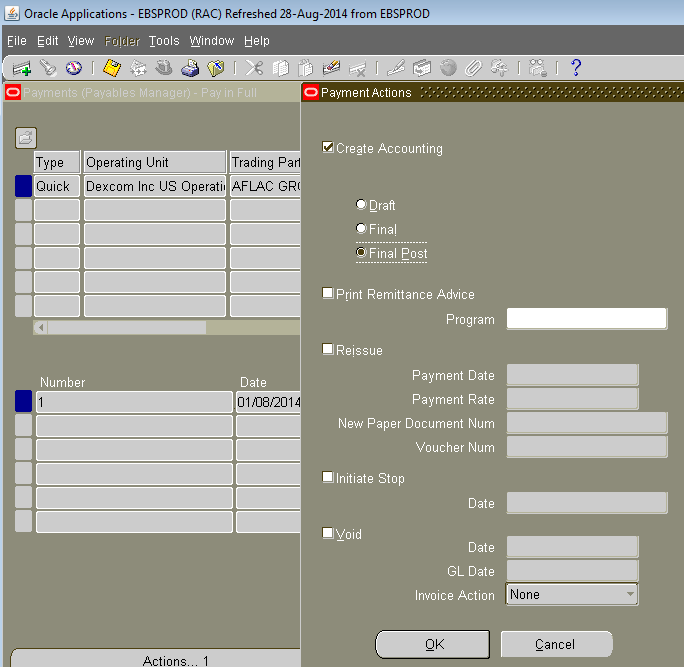 Oracle Applications - EBSPROD (RAC) Refreshed 28-Aug-2014 from EBSPROD
File Edit View Folder Tools Window Help
Payments (Payables Manager) - Pay in Full
Payment Actions
Create Accounting
Type Operating Unit Trading Part
Quick Dexcom Inc US Operati AFLAC GRO
Draft
Final
Final Post
Print Remittance Advice
Program
Reissue
Payment Date
Number Date
1 01/08/2014
Payment Rate
New Paper Document Num
Voucher Num
Initiate Stop
Date
Void
Date
GL Date
Invoice Action None
OK Cancel
Actions... 1